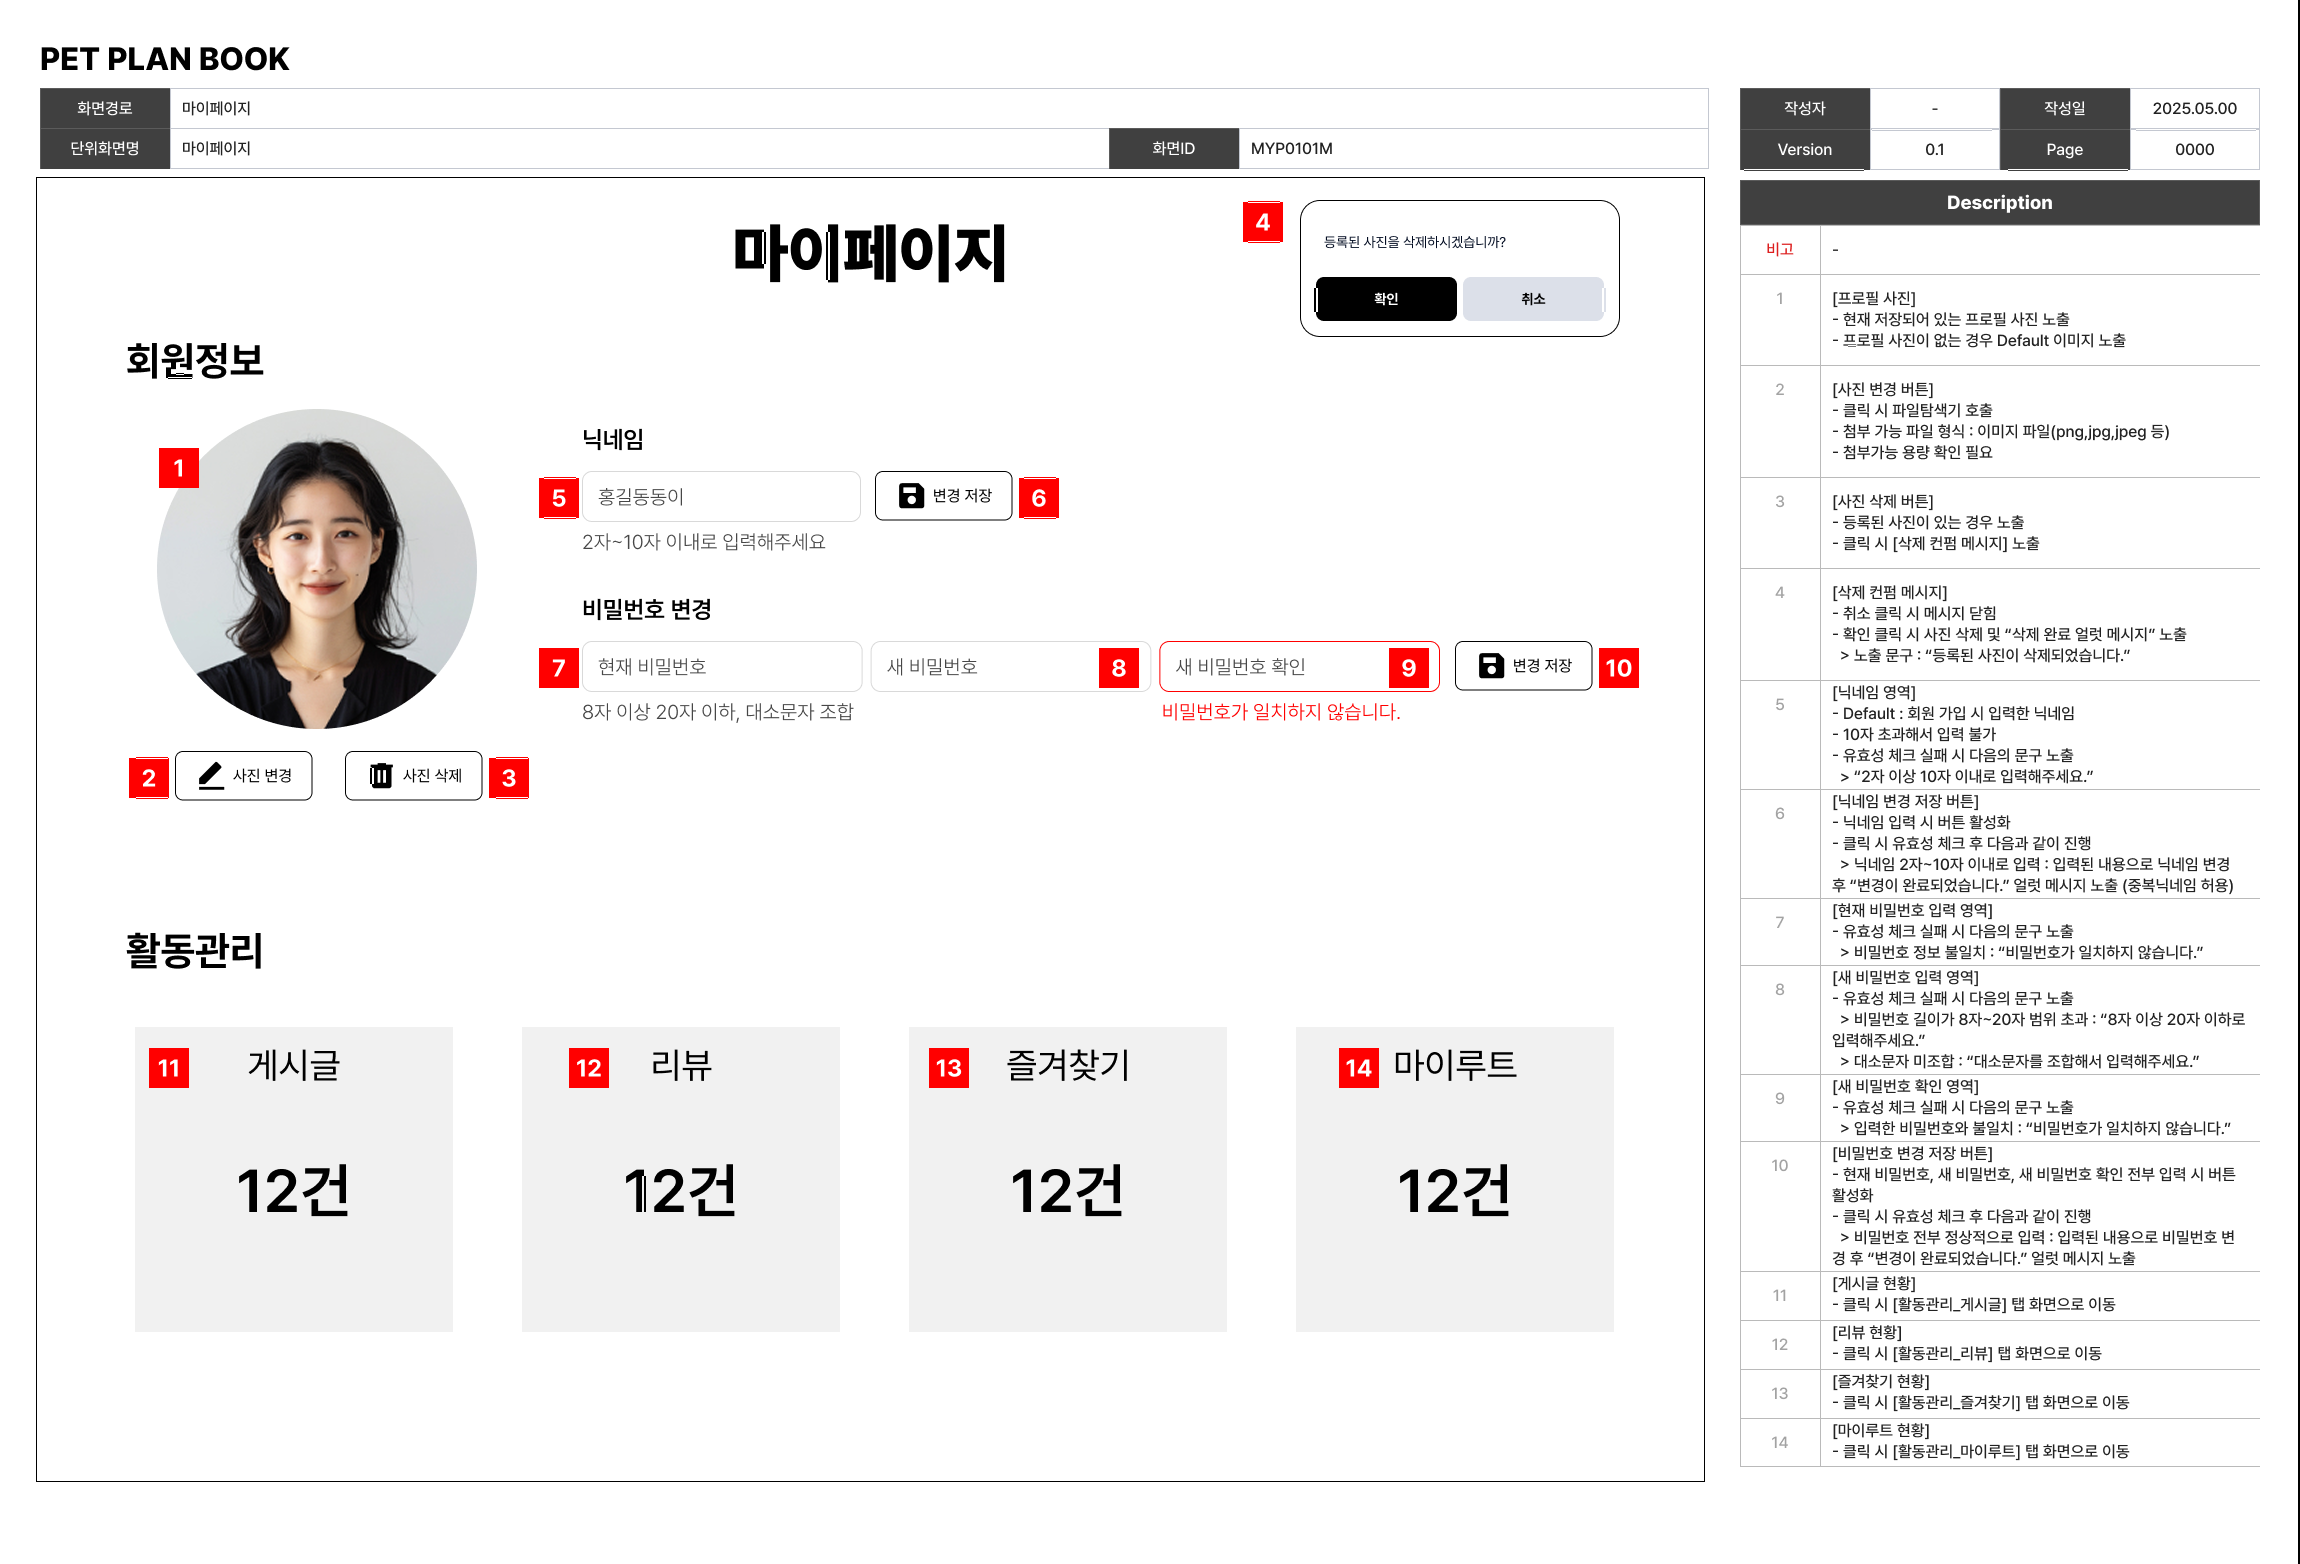 PET PLAN BOOK
화면경로 마이페이지
단위화면명 마이페이지 화면ID MYP0101M
작성자 - 작성일 2025.05.00
Version 0.1 Page 0000
마이페이지
4
등록된 사진을 삭제하시겠습니까?
확인 취소
회원정보
1
2 사진 변경 사진 삭제 3
닉네임
5 홍길동동이 변경 저장 6
2자~10자 이내로 입력해주세요
비밀번호 변경
7 현재 비밀번호 새 비밀번호 8 새 비밀번호 확인 9 변경 저장 10
8자 이상 20자 이하, 대소문자 조합 비밀번호가 일치하지 않습니다.
활동관리
11 게시글 12 리뷰 13 즐겨찾기 14 마이루트
12건 12건 12건 12건
Description
비고 -
1 [프로필 사진]
- 현재 저장되어 있는 프로필 사진 노출
- 프로필 사진이 없는 경우 Default 이미지 노출
2 [사진 변경 버튼]
- 클릭 시 파일탐색기 호출
- 첨부 가능 파일 형식 : 이미지 파일(png,jpg,jpeg 등)
- 첨부가능 용량 확인 필요
3 [사진 삭제 버튼]
- 등록된 사진이 있는 경우 노출
- 클릭 시 [삭제 컨펌 메시지] 노출
4 [삭제 컨펌 메시지]
- 취소 클릭 시 메시지 닫힘
- 확인 클릭 시 사진 삭제 및 “삭제 완료 얼럿 메시지” 노출
> 노출 문구 : “등록된 사진이 삭제되었습니다.”
5 [닉네임 영역]
- Default : 회원 가입 시 입력한 닉네임
- 10자 초과해서 입력 불가
- 유효성 체크 실패 시 다음의 문구 노출
> “2자 이상 10자 이내로 입력해주세요.”
6 [닉네임 변경 저장 버튼]
- 닉네임 입력 시 버튼 활성화
- 클릭 시 유효성 체크 후 다음과 같이 진행
> 닉네임 2자~10자 이내로 입력 : 입력된 내용으로 닉네임 변경
후 “변경이 완료되었습니다.” 얼럿 메시지 노출 (중복닉네임 허용)
7 [현재 비밀번호 입력 영역]
- 유효성 체크 실패 시 다음의 문구 노출
> 비밀번호 정보 불일치 : “비밀번호가 일치하지 않습니다.”
8 [새 비밀번호 입력 영역]
- 유효성 체크 실패 시 다음의 문구 노출
> 비밀번호 길이가 8자~20자 범위 초과 : “8자 이상 20자 이하로
입력해주세요.”
> 대소문자 미조합 : “대소문자를 조합해서 입력해주세요.”
9 [새 비밀번호 확인 영역]
- 유효성 체크 실패 시 다음의 문구 노출
> 입력한 비밀번호와 불일치 : “비밀번호가 일치하지 않습니다.”
10 [비밀번호 변경 저장 버튼]
- 현재 비밀번호, 새 비밀번호, 새 비밀번호 확인 전부 입력 시 버튼
활성화
- 클릭 시 유효성 체크 후 다음과 같이 진행
> 비밀번호 전부 정상적으로 입력 : 입력된 내용으로 비밀번호 변
경 후 “변경이 완료되었습니다.” 얼럿 메시지 노출
11 [게시글 현황]
- 클릭 시 [활동관리_게시글] 탭 화면으로 이동
12 [리뷰 현황]
- 클릭 시 [활동관리_리뷰] 탭 화면으로 이동
13 [즐겨찾기 현황]
- 클릭 시 [활동관리_즐겨찾기] 탭 화면으로 이동
14 [마이루트 현황]
- 클릭 시 [활동관리_마이루트] 탭 화면으로 이동